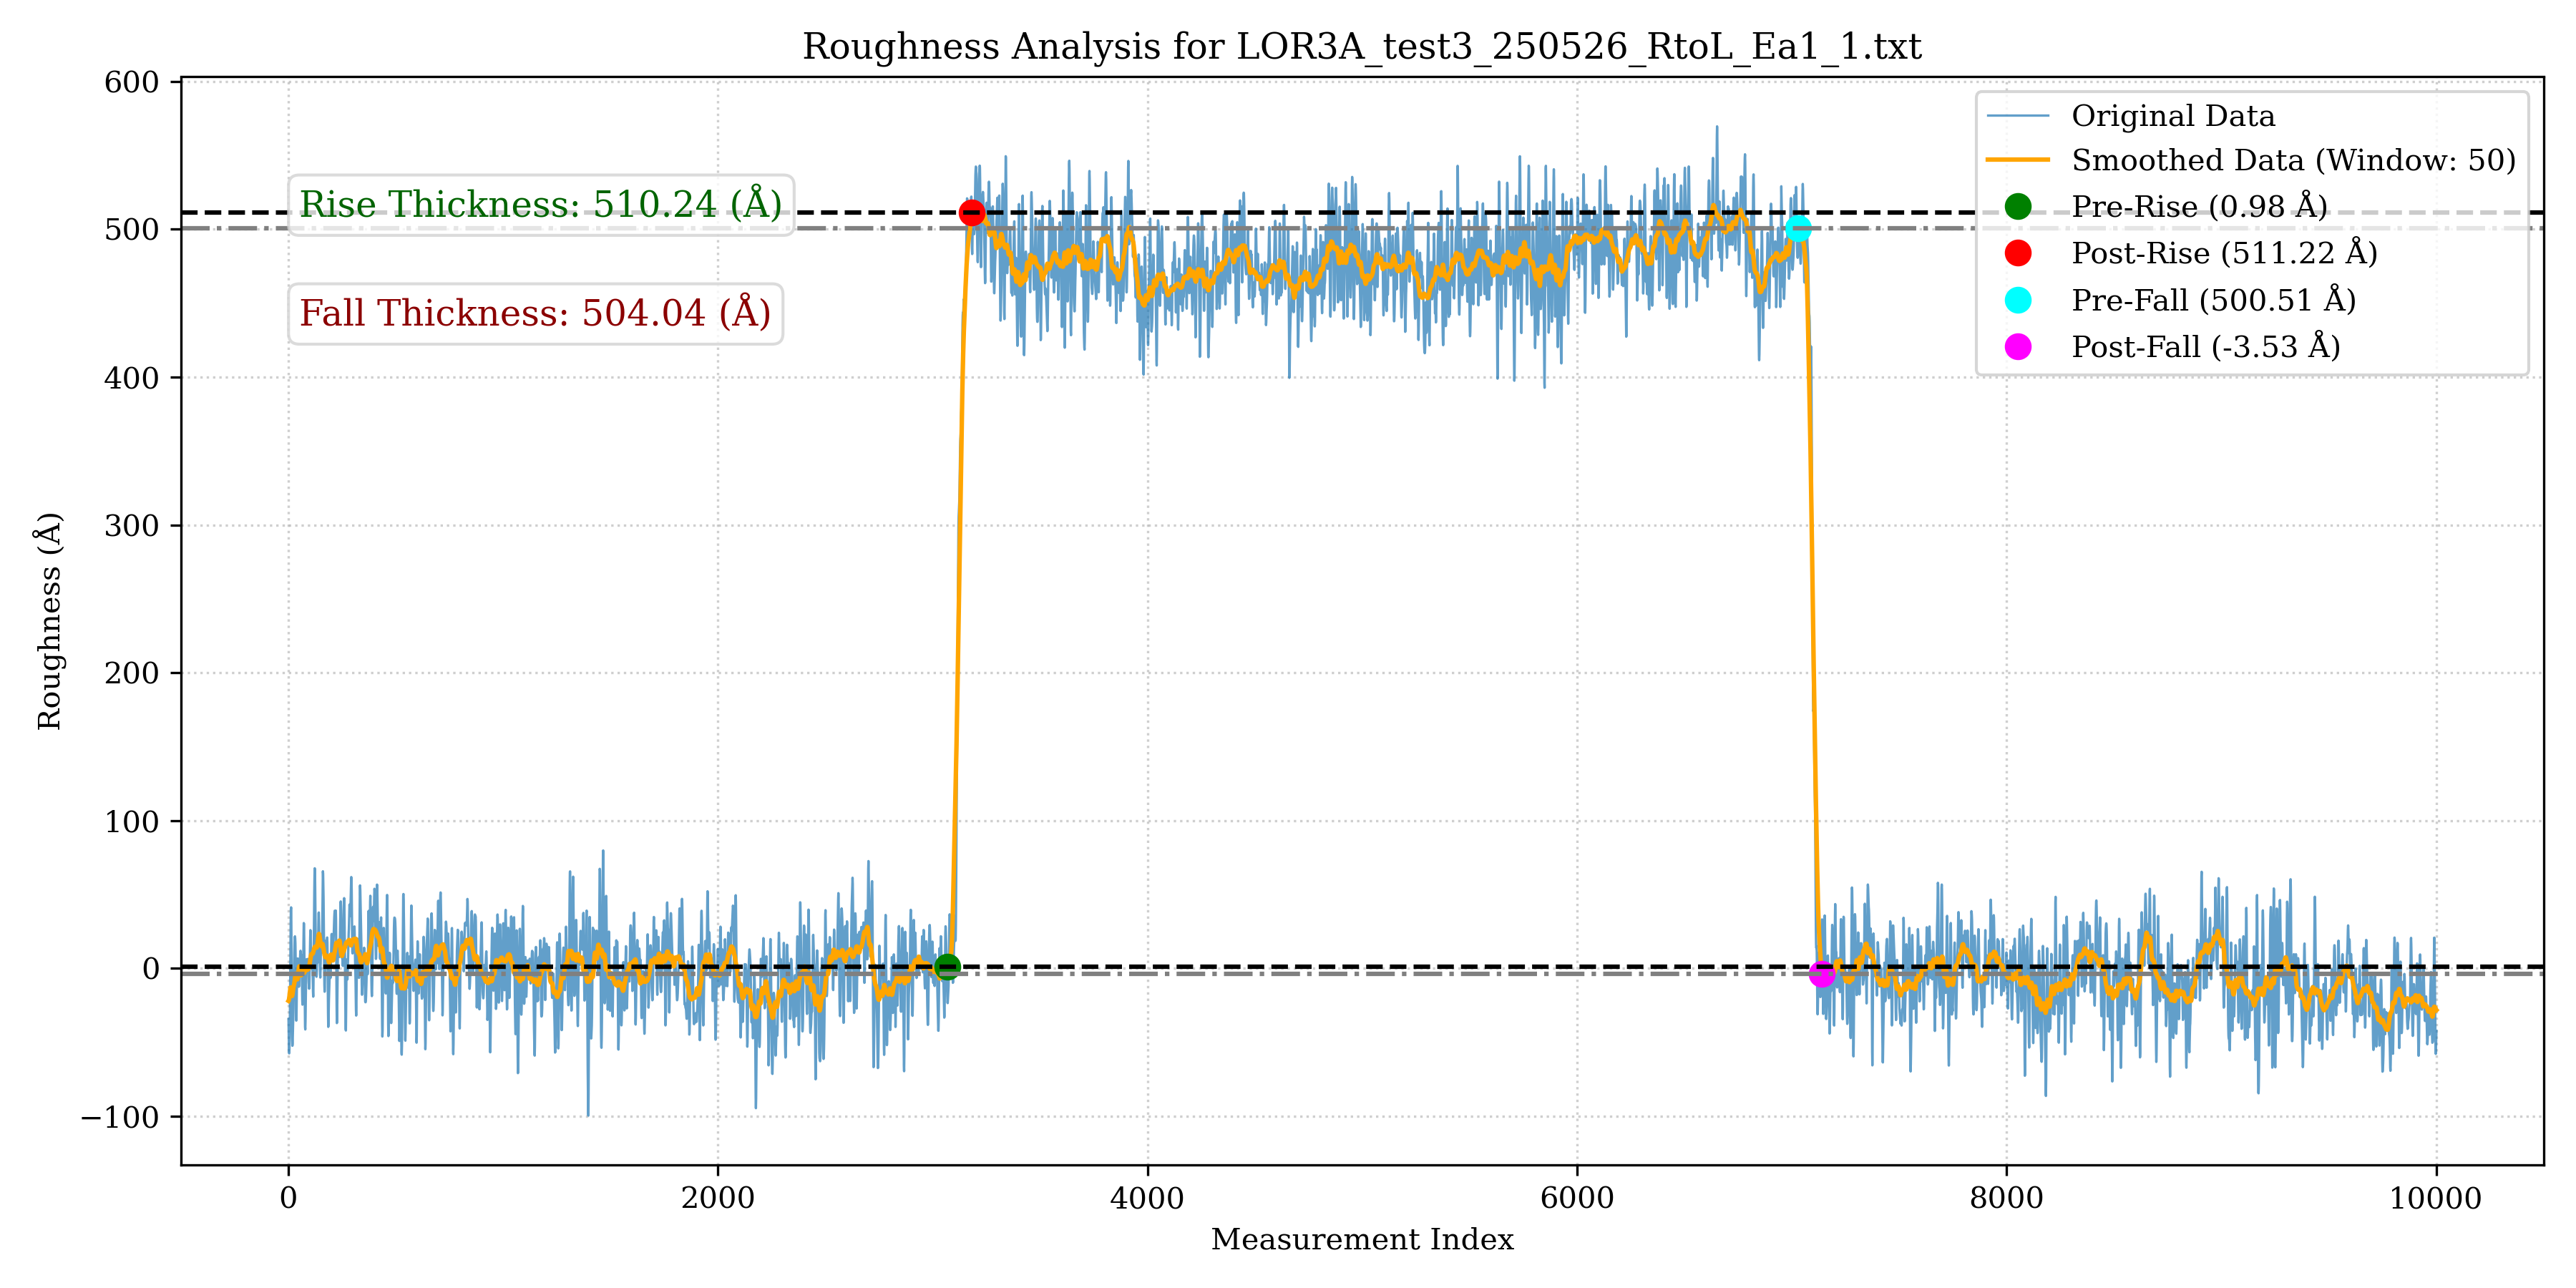 Roughness Analysis for LOR3A_test3_250526_RtoL_Ea1_1.txt
600
500
400
300
200
100
0
−100
Roughness (Å)
Rise Thickness: 510.24 (Å)
Fall Thickness: 504.04 (Å)
Original Data
Smoothed Data (Window: 50)
Pre-Rise (0.98 Å)
Post-Rise (511.22 Å)
Pre-Fall (500.51 Å)
Post-Fall (-3.53 Å)
0 2000 4000 6000 8000 10000
Measurement Index